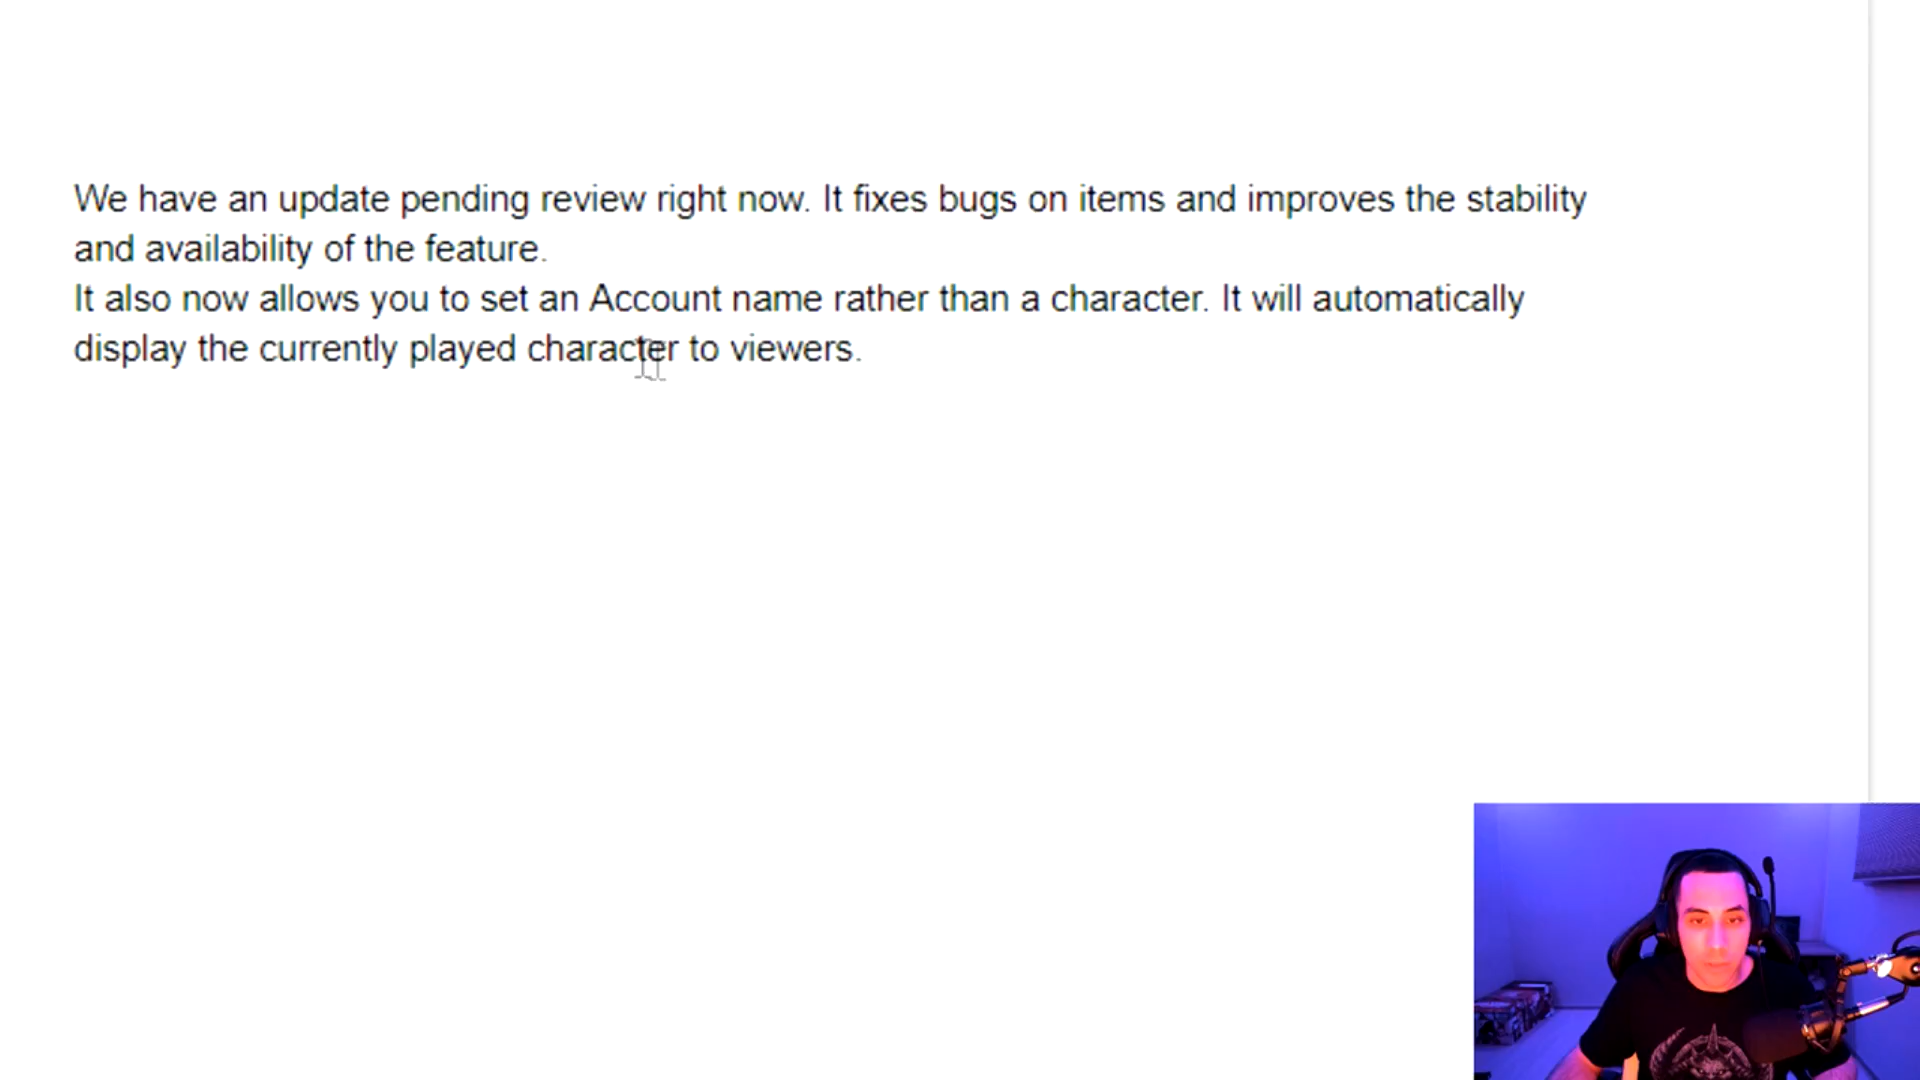 We have an update pending review right now. It fixes bugs on items and improves the stability
and availability of the feature.
It also now allows you to set an Account name rather than a character. It will automatically
display the currently played character to viewers.